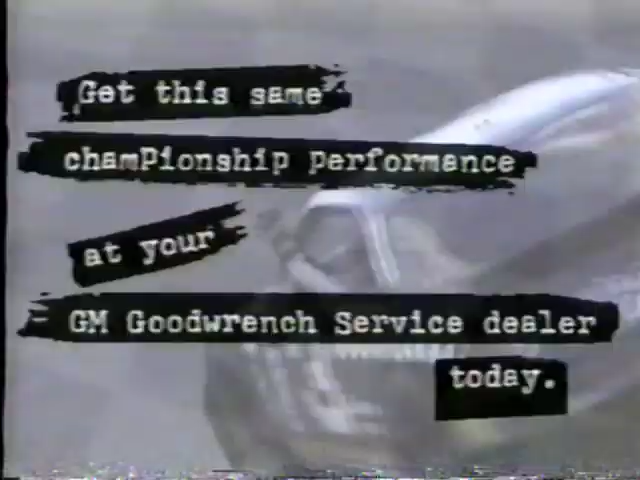 Get this same
chamPionship performance
at your
GM Goodwrench Service dealer
today.